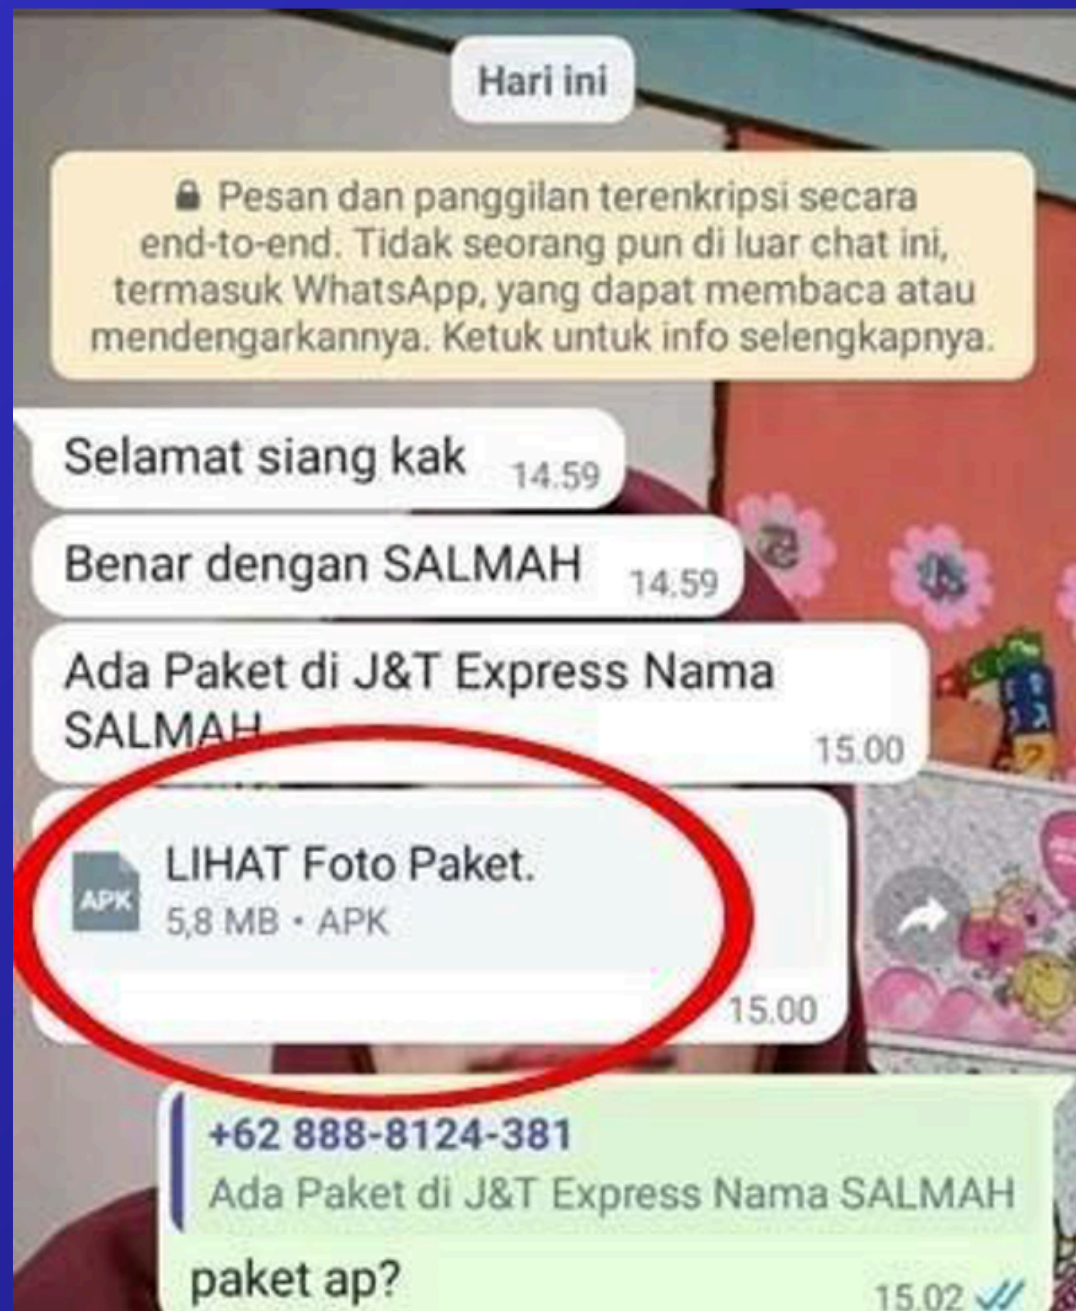 Hari ini
Pesan dan panggilan terenkripsi secara
end-to-end. Tidak seorang pun di luar chat ini,
termasuk WhatsApp, yang dapat membaca atau
mendengarkannya. Ketuk untuk info selengkapnya.
Selamat siang kak 14.59
Benar dengan SALMAH 14.59
Ada Paket di J&T Express Nama
SALMAH 15.00
LIHAT Foto Paket.
APK
5,8 MB • APK
15.00
+62 888-8124-381
Ada Paket di J&T Express Nama SALMAH
paket ap? 15.02